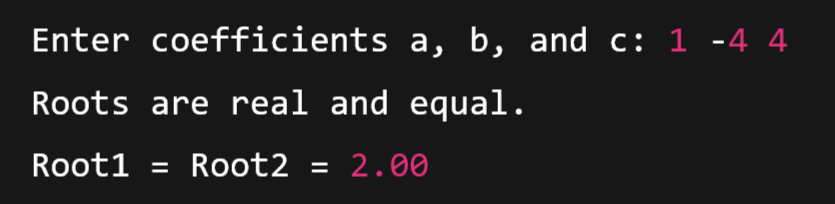 Enter coefficients a, b, and c: 1 -4 4
Roots are real and equal.
Root1 = Root2 = 2.00